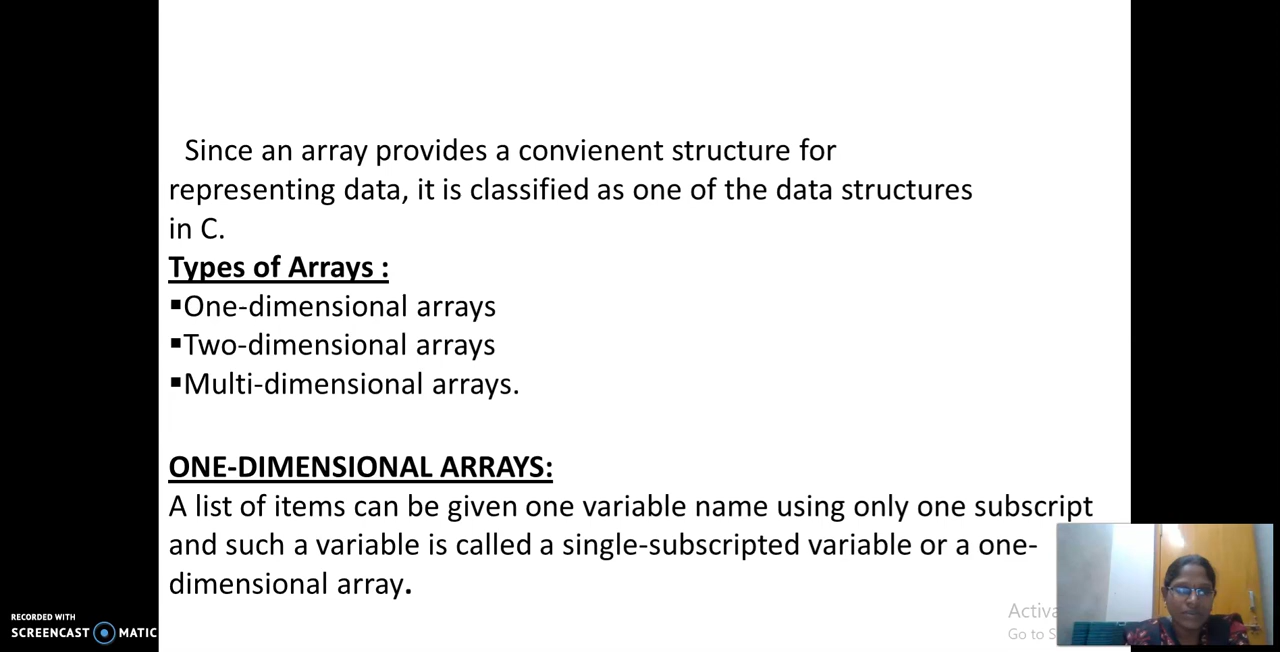 Since an array provides a convienent structure for
representing data, it is classified as one of the data structures
in C.
Types of Arrays :
▪One-dimensional arrays
▪Two-dimensional arrays
▪Multi-dimensional arrays.
ONE-DIMENSIONAL ARRAYS:
A list of items can be given one variable name using only one subscript
and such a variable is called a single-subscripted variable or a one-
dimensional array.
RECORDED WITH
SCREENCAST MATIC
Go to